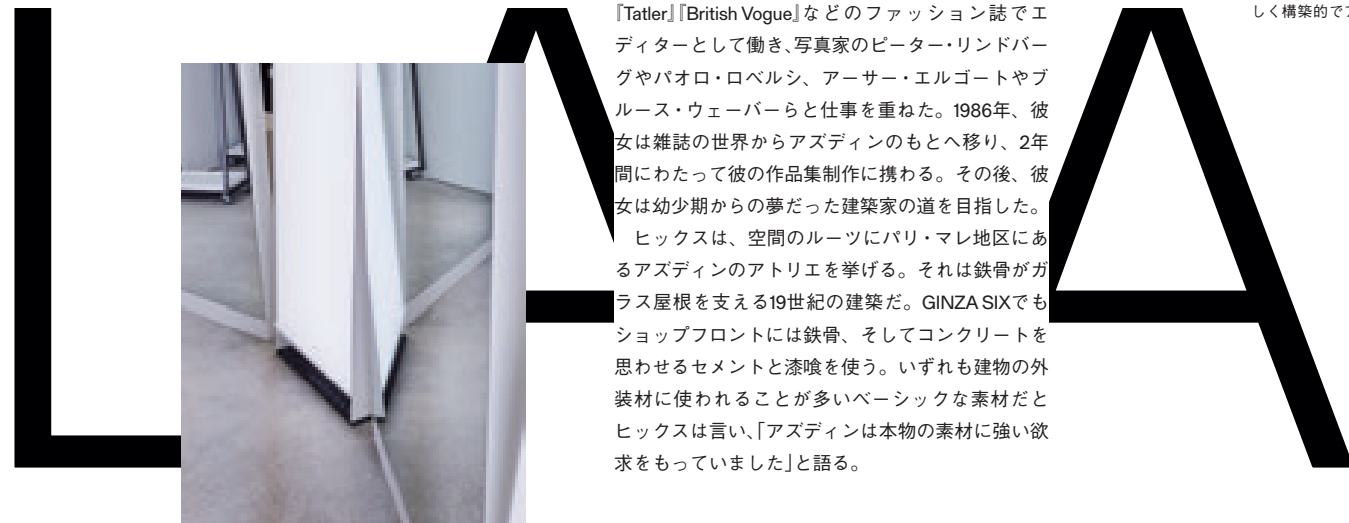 L A A
『Tatler』『British Vogue』などのファッション誌でエ
ディターとして働き、写真家のピーター・リンドバー
グやパオロ・ロベルシ、アーサー・エルゴートやブ
ルース・ウェーバーらと仕事を重ねた。1986年、彼
女は雑誌の世界からアズディンのもとへ移り、2年
間にわたって彼の作品集制作に携わる。その後、彼
女は幼少期からの夢だった建築家の道を目指した。
ヒックスは、空間のルーツにパリ・マレ地区にあ
るアズディンのアトリエを挙げる。それは鉄骨がガ
ラス屋根を支える19世紀の建築だ。GINZA SIXでも
ショップフロントには鉄骨、そしてコンクリートを
思わせるセメントと漆喰を使う。いずれも建物の外
装材に使われることが多いベーシックな素材だと
ヒックスは言い、「アズディンは本物の素材に強い欲
求をもっていました」と語る。
しく構築的で